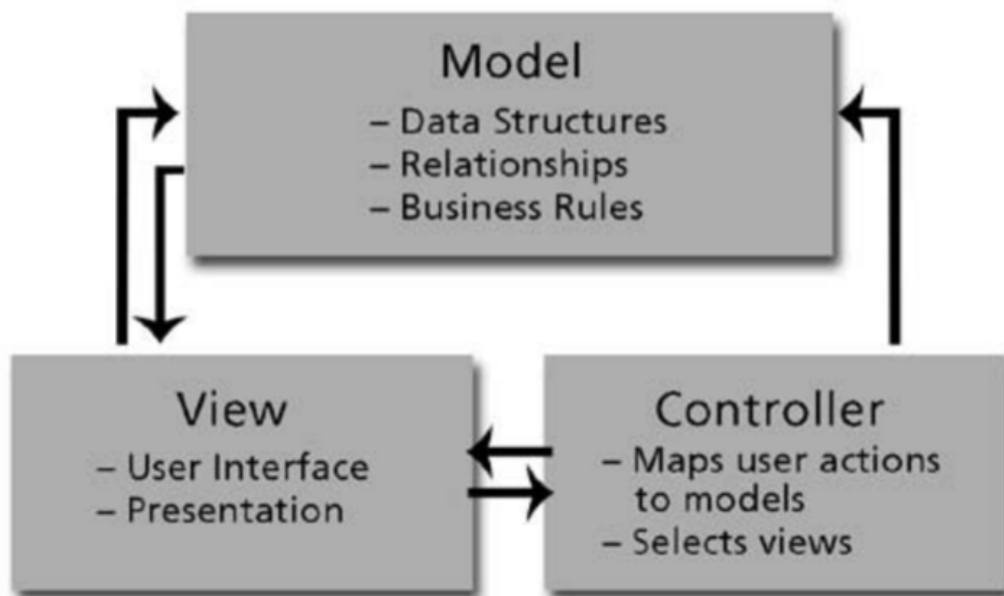 Model
– Data Structures
– Relationships
– Business Rules
View
– User Interface
– Presentation
Controller
– Maps user actions
to models
– Selects views